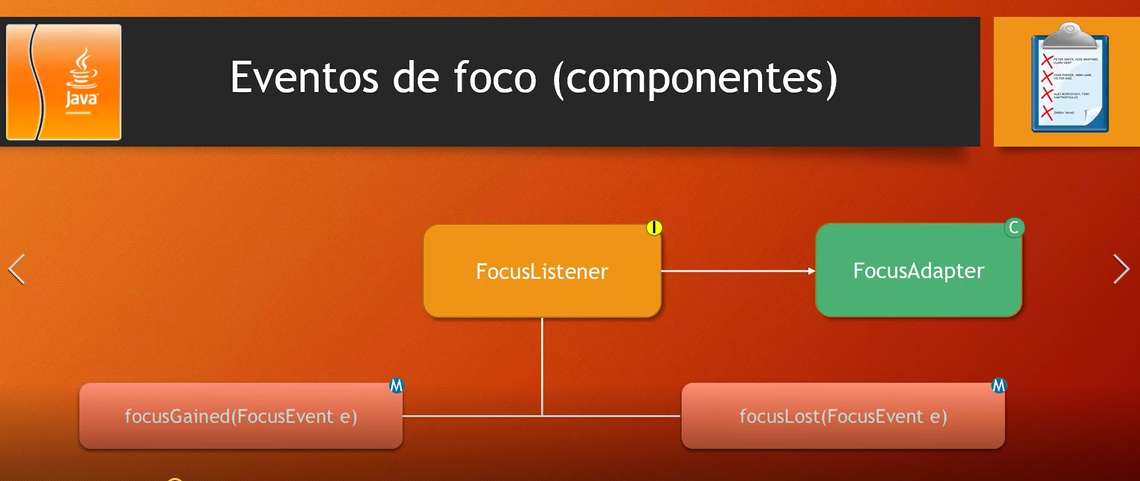 Java
Eventos de foco (componentes)
I
FocusListener
C
FocusAdapter
M
focusGained(FocusEvent e)
M
focusLost(FocusEvent e)